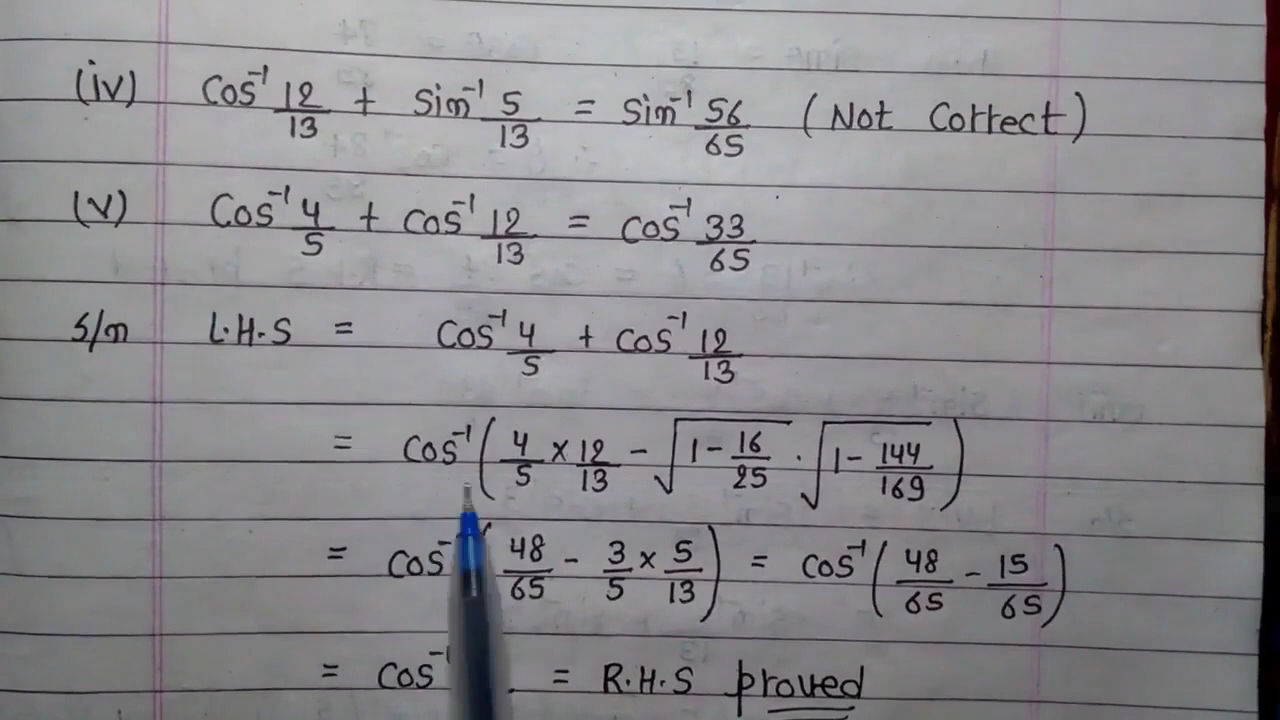 (iv) Cos⁻¹ 12/13 + Sin⁻¹ 5/13 = Sin⁻¹ 56/65 (Not Correct)
(v) Cos⁻¹ 4/5 + Cos⁻¹ 12/13 = Cos⁻¹ 33/65
S/n L.H.S = Cos⁻¹ 4/5 + Cos⁻¹ 12/13
= Cos⁻¹ ( 4/5 × 12/13 − √(1 − 16/25) . √(1 − 144/169) )
= Cos⁻ ( 48/65 − 3/5 × 5/13 ) = Cos⁻¹ ( 48/65 − 15/65 )
= Cos⁻¹ = R.H.S proved